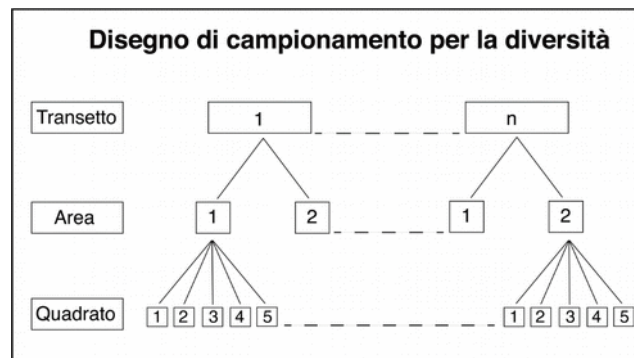 Disegno di campionamento per la diversità
Transetto 1 n
Area 1 2 1 2
Quadrato 1 2 3 4 5 1 2 3 4 5